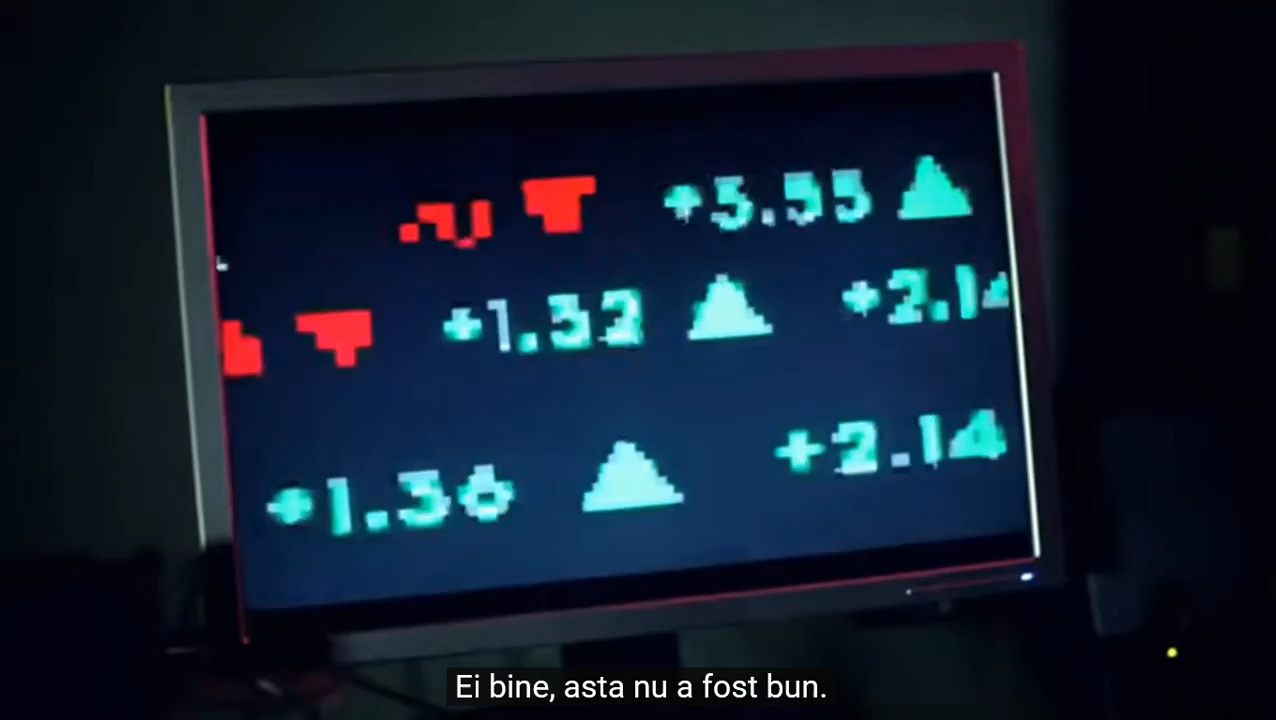 +5.55
+1.32 +2.14
+1.36 +2.14
Ei bine, asta nu a fost bun.